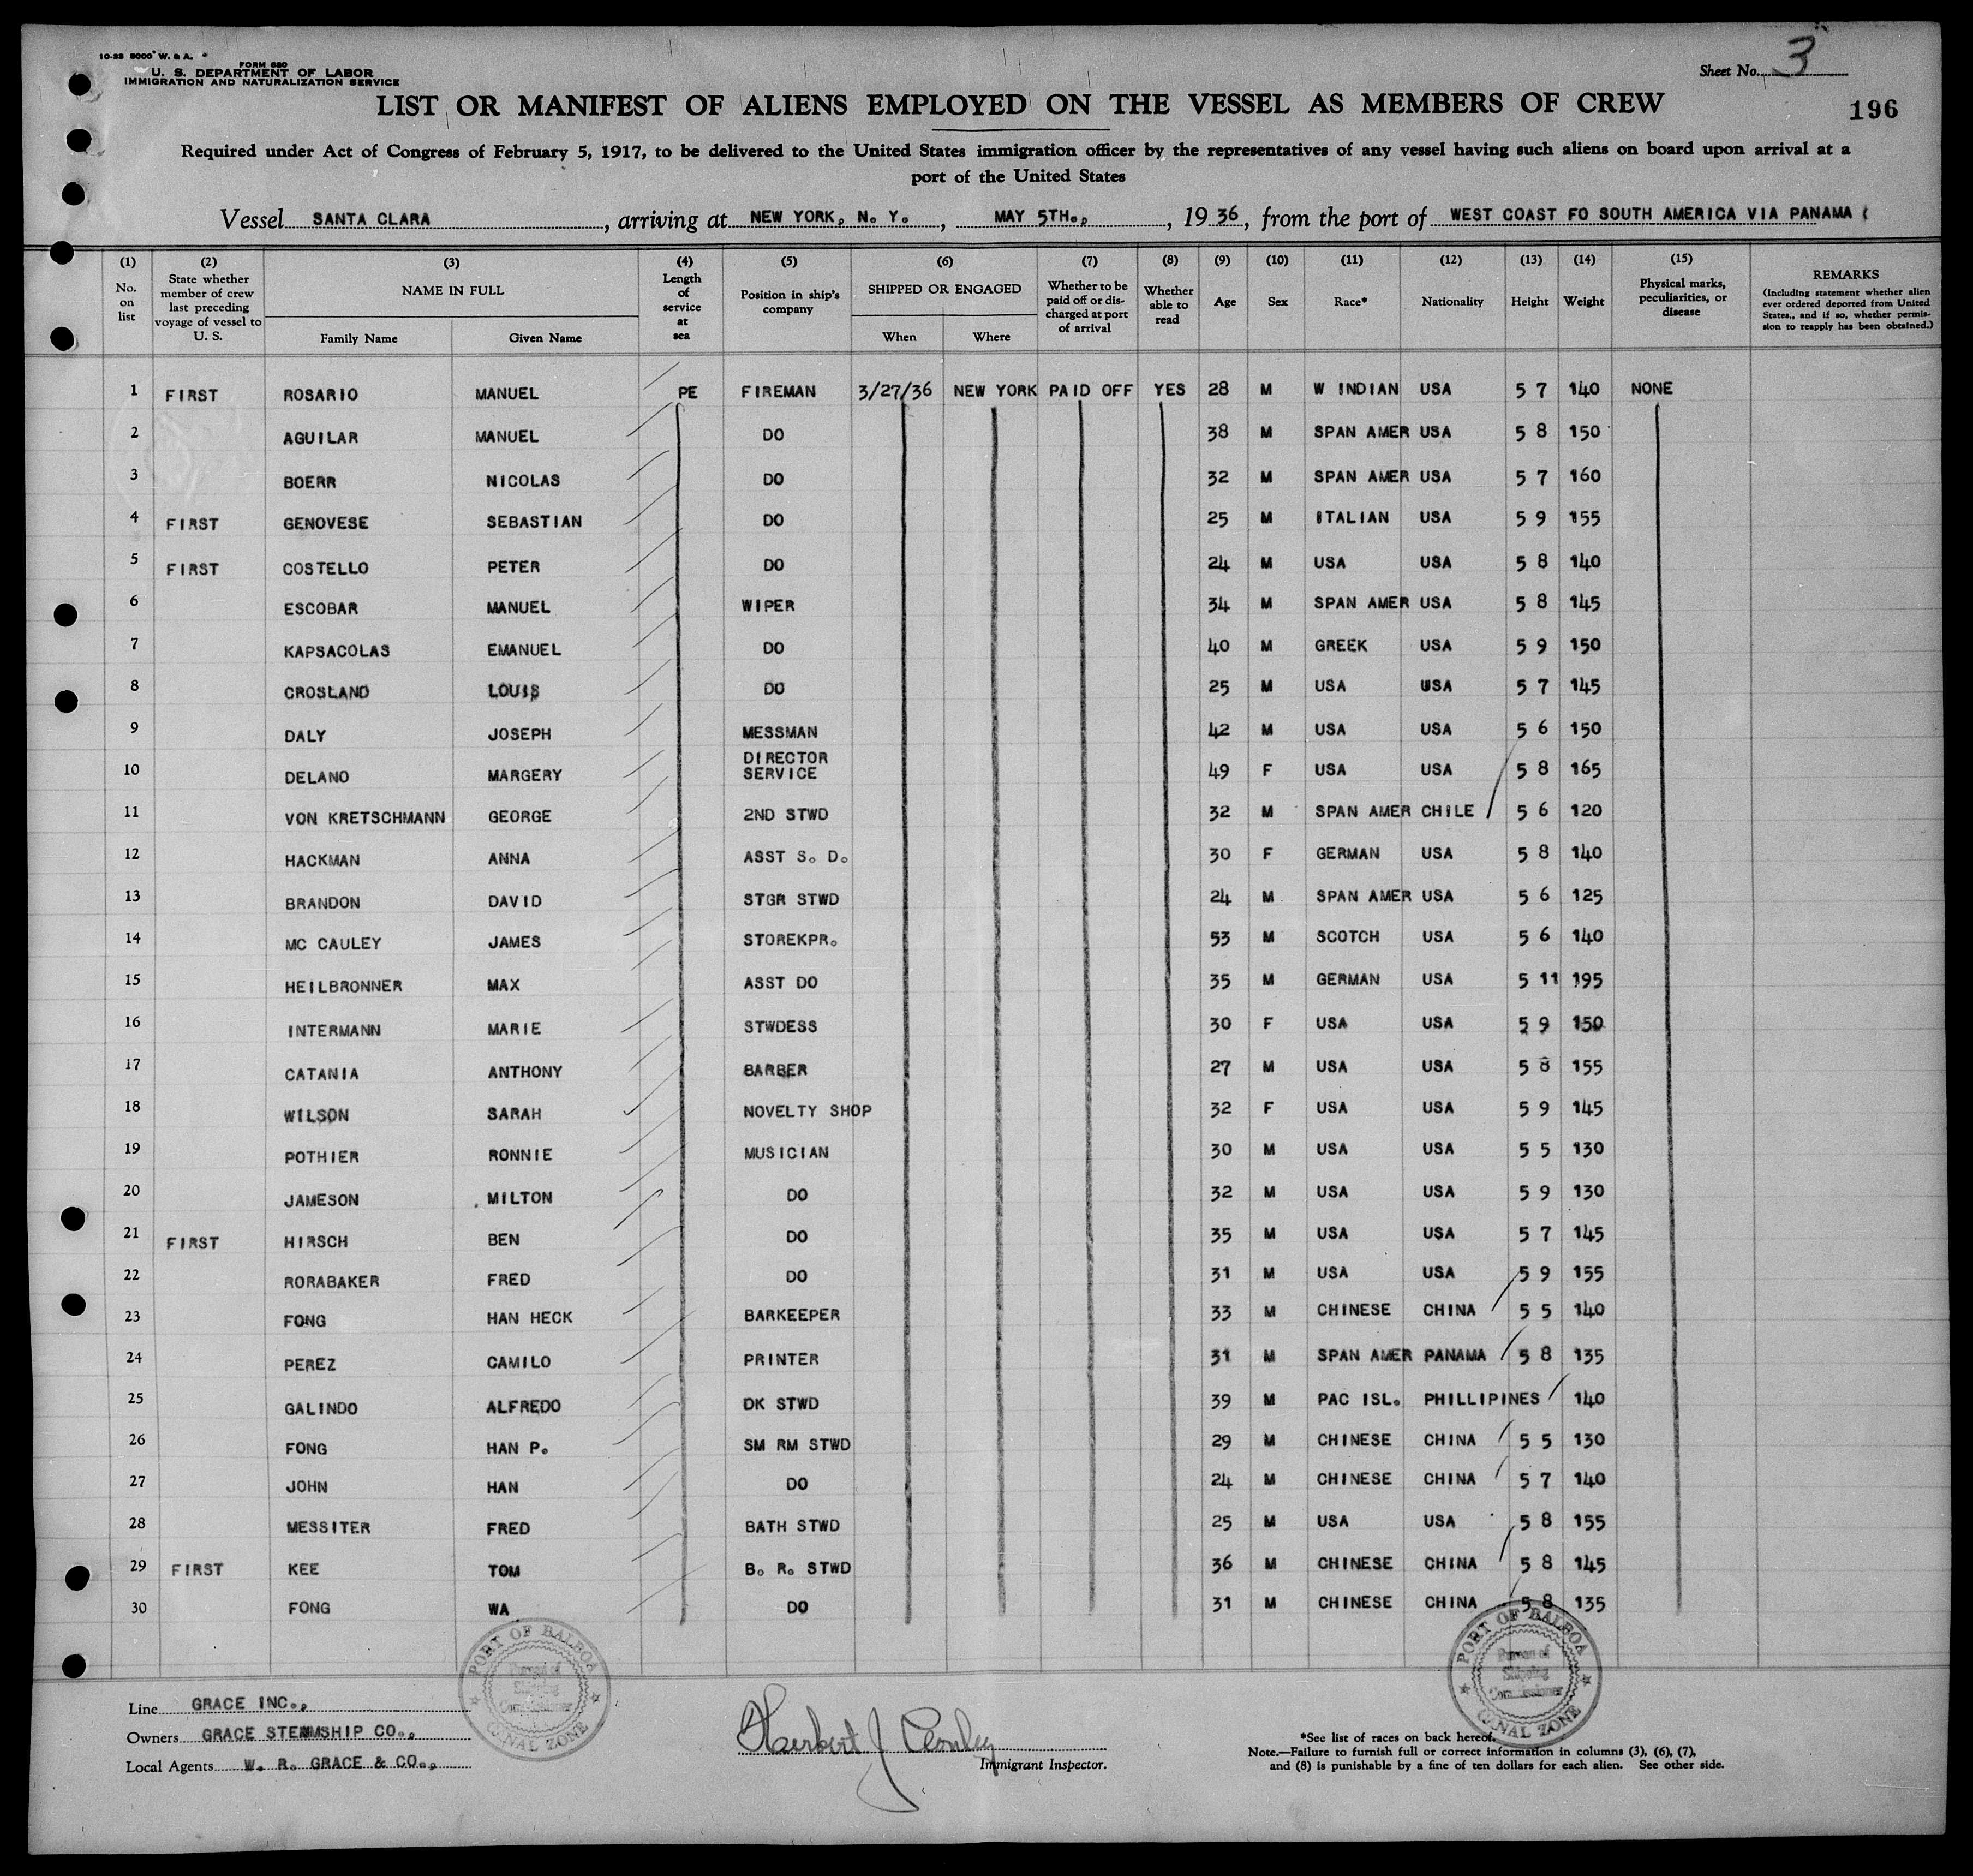 10-35 5000 W. & A.
FORM 680
U. S. DEPARTMENT OF LABOR
IMMIGRATION AND NATURALIZATION SERVICE
Sheet No. 3
LIST OR MANIFEST OF ALIENS EMPLOYED ON THE VESSEL AS MEMBERS OF CREW
196
Required under Act of Congress of February 5, 1917, to be delivered to the United States immigration officer by the representatives of any vessel having such aliens on board upon arrival at a
port of the United States
Vessel SANTA CLARA, arriving at NEW YORK, N. Y., MAY 5TH., 1936, from the port of WEST COAST FO SOUTH AMERICA VIA PANAMA (
(1) No. on list
(2) State whether member of crew last preceding voyage of vessel to U. S.
(3) NAME IN FULL
Family Name
Given Name
(4) Length of service at sea
(5) Position in ship's company
(6) SHIPPED OR ENGAGED
When
Where
(7) Whether to be paid off or discharged at port of arrival
(8) Whether able to read
(9) Age
(10) Sex
(11) Race*
(12) Nationality
(13) Height
(14) Weight
(15) Physical marks, peculiarities, or disease
REMARKS
(Including statement whether alien ever ordered deported from United States., and if so, whether permission to reapply has been obtained.)
1 FIRST ROSARIO MANUEL PE FIREMAN 3/27/36 NEW YORK PAID OFF YES 28 M W INDIAN USA 5 7 140 NONE
2 AGUILAR MANUEL DO 38 M SPAN AMER USA 5 8 150
3 BOERR NICOLAS DO 32 M SPAN AMER USA 5 7 160
4 FIRST GENOVESE SEBASTIAN DO 25 M ITALIAN USA 5 9 155
5 FIRST COSTELLO PETER DO 24 M USA USA 5 8 140
6 ESCOBAR MANUEL WIPER 34 M SPAN AMER USA 5 8 145
7 KAPSACOLAS EMANUEL DO 40 M GREEK USA 5 9 150
8 CROSLAND LOUIS DO 25 M USA USA 5 7 145
9 DALY JOSEPH MESSMAN 42 M USA USA 5 6 150
10 DELANO MARGERY DIRECTOR SERVICE 49 F USA USA 5 8 165
11 VON KRETSCHMANN GEORGE 2ND STWD 32 M SPAN AMER CHILE 5 6 120
12 HACKMAN ANNA ASST S. D. 30 F GERMAN USA 5 8 140
13 BRANDON DAVID STGR STWD 24 M SPAN AMER USA 5 6 125
14 MC CAULEY JAMES STOREKPR. 53 M SCOTCH USA 5 6 140
15 HEILBRONNER MAX ASST DO 35 M GERMAN USA 5 11 195
16 INTERMANN MARIE STWDESS 30 F USA USA 5 9 150
17 CATANIA ANTHONY BARBER 27 M USA USA 5 8 155
18 WILSON SARAH NOVELTY SHOP 32 F USA USA 5 9 145
19 POTHIER RONNIE MUSICIAN 30 M USA USA 5 5 130
20 JAMESON MILTON DO 32 M USA USA 5 9 130
21 FIRST HIRSCH BEN DO 35 M USA USA 5 7 145
22 RORABAKER FRED DO 31 M USA USA 5 9 155
23 FONG HAN HECK BARKEEPER 33 M CHINESE CHINA 5 5 140
24 PEREZ CAMILO PRINTER 31 M SPAN AMER PANAMA 5 8 135
25 GALINDO ALFREDO DK STWD 39 M PAC ISL. PHILLIPINES 140
26 FONG HAN P. SM RM STWD 29 M CHINESE CHINA 5 5 130
27 JOHN HAN DO 24 M CHINESE CHINA 5 7 140
28 MESSITER FRED BATH STWD 25 M USA USA 5 8 155
29 FIRST KEE TOM B. R. STWD 36 M CHINESE CHINA 5 8 145
30 FONG WA DO 31 M CHINESE CHINA 5 8 135
PORT OF BALBOA Bureau of Shipping Commissioner CANAL ZONE
PORT OF BALBOA Bureau of Shipping Commissioner CANAL ZONE
Line GRACE INC.,
Owners GRACE STEMMSHIP CO.,
Local Agents W. R. GRACE & CO.,
Herbert J
Immigrant Inspector.
*See list of races on back hereof.
Note.—Failure to furnish full or correct information in columns (3), (6), (7),
and (8) is punishable by a fine of ten dollars for each alien. See other side.